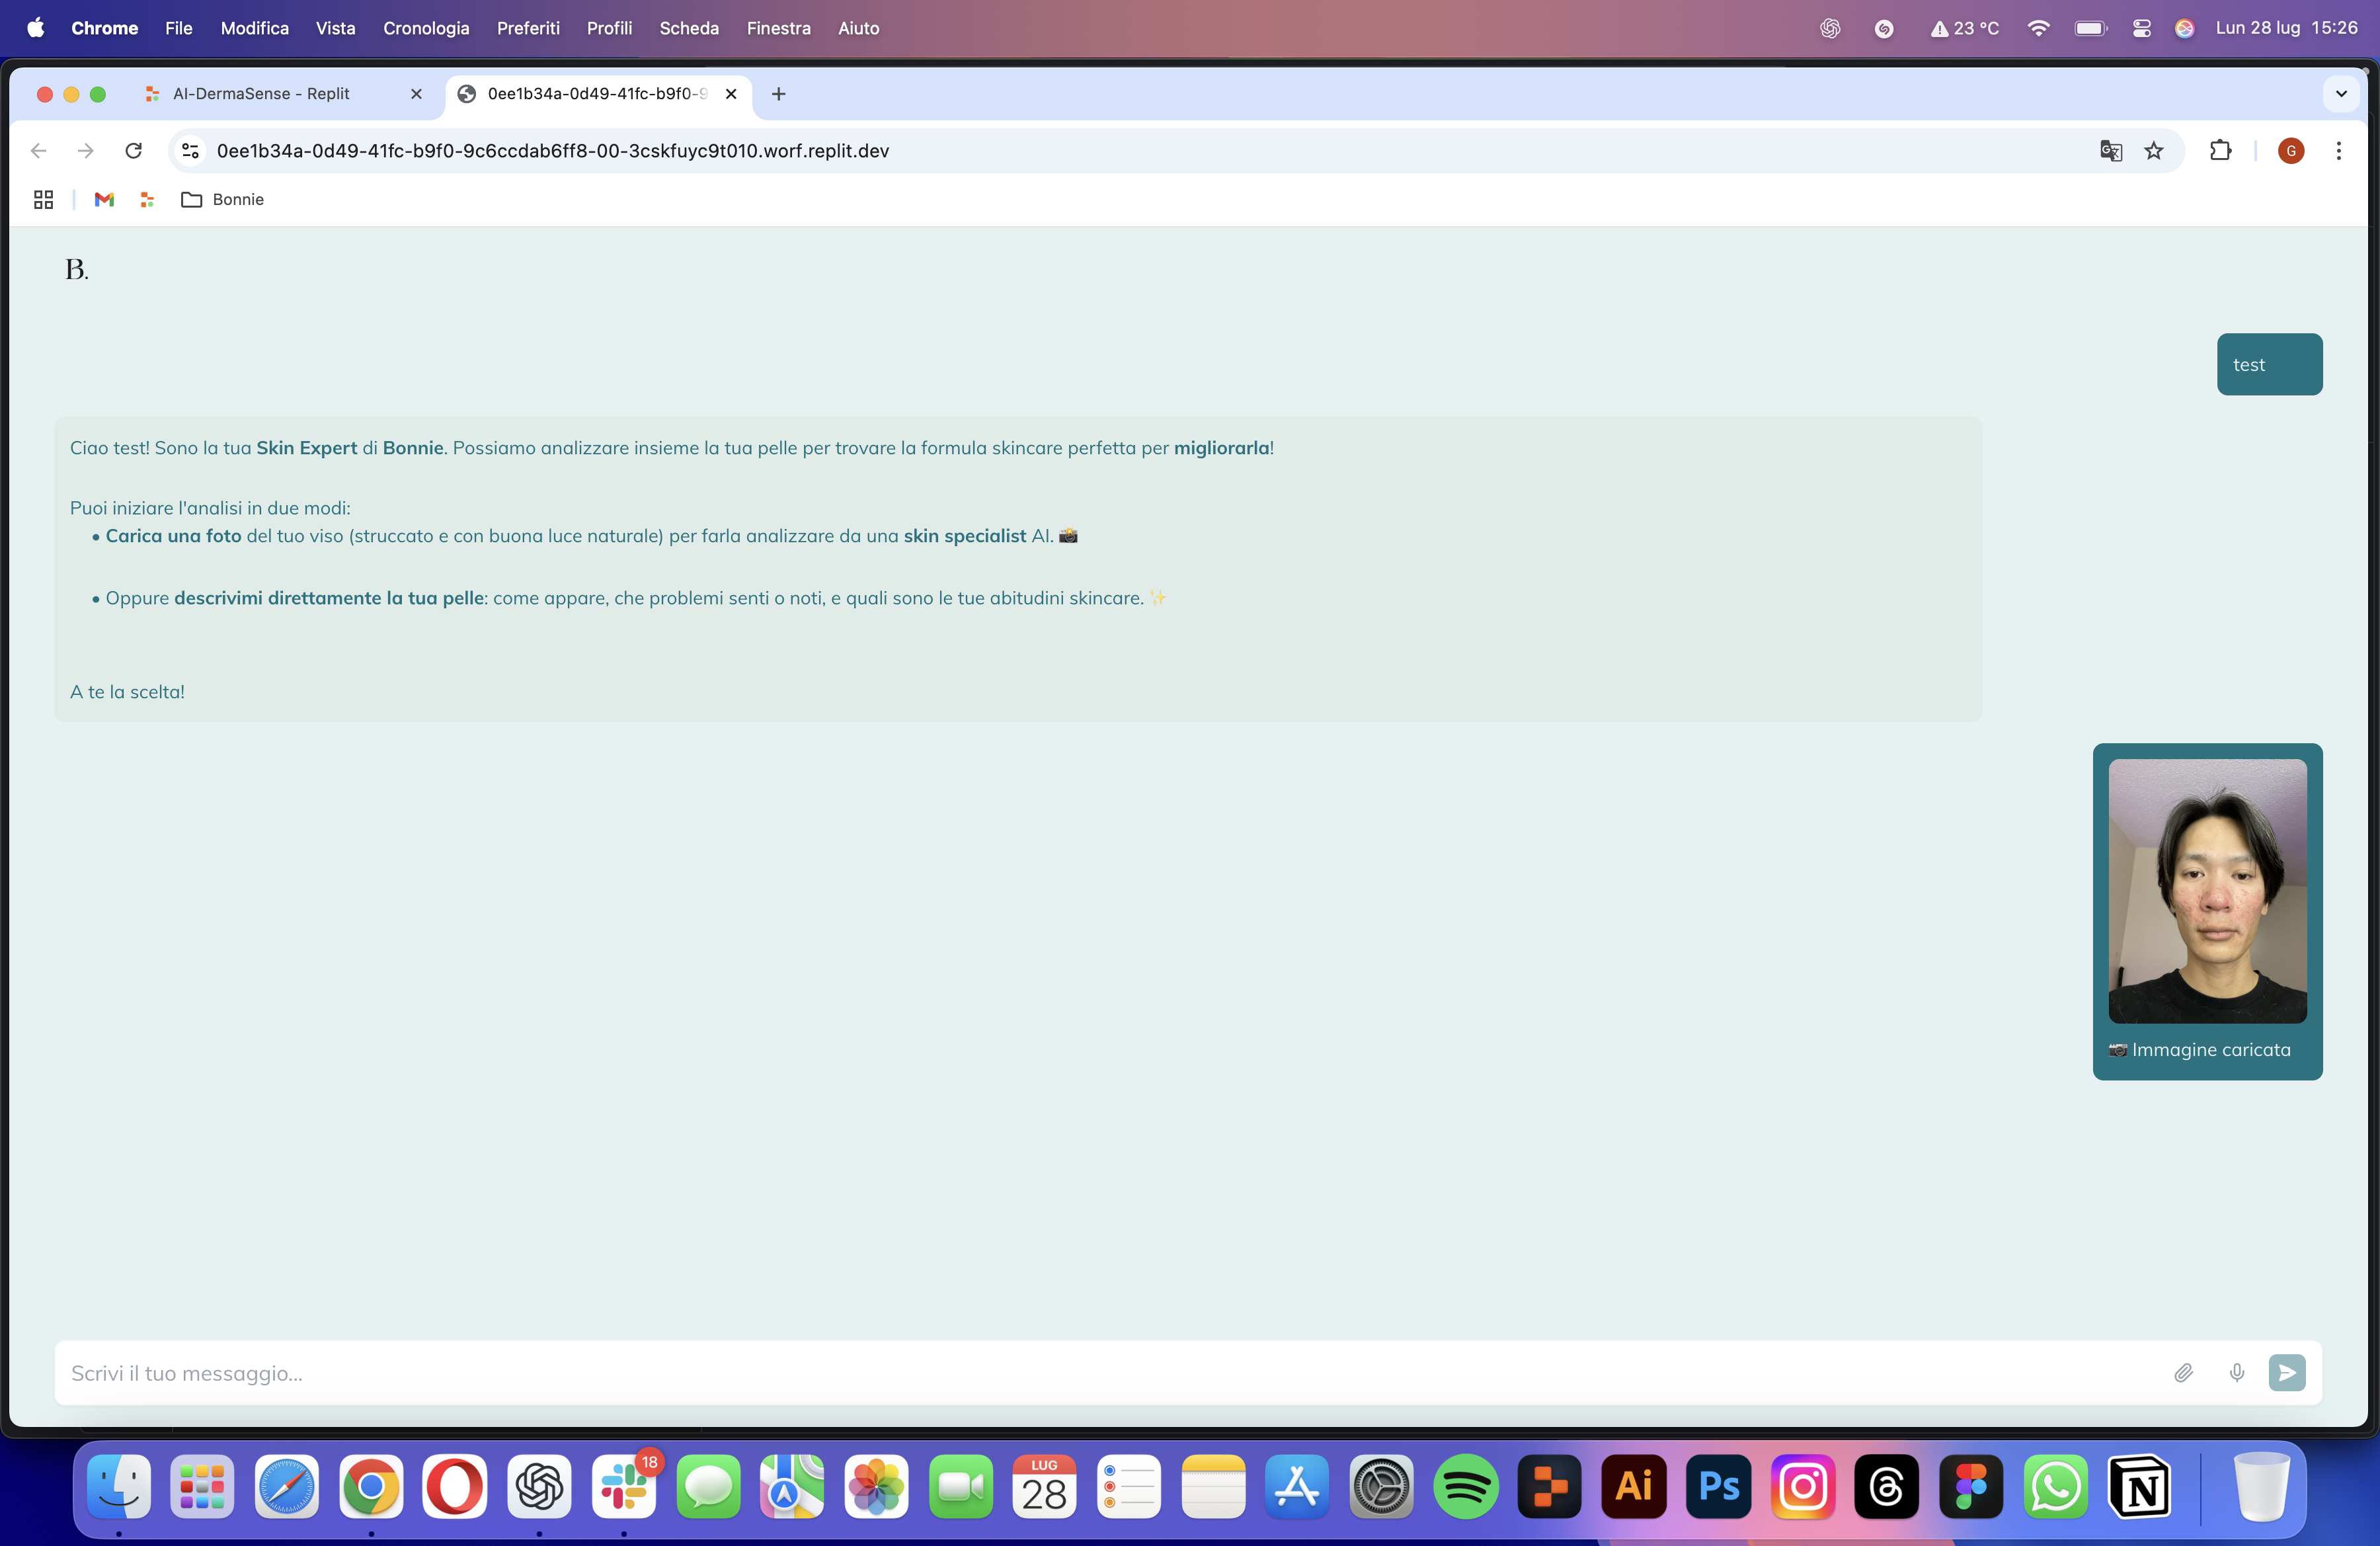 Chrome File Modifica Vista Cronologia Preferiti Profili Scheda Finestra Aiuto 23 °C Lun 28 lug 15:26
AI-DermaSense - Replit 0ee1b34a-0d49-41fc-b9f0-9
0ee1b34a-0d49-41fc-b9f0-9c6ccdab6ff8-00-3cskfuyc9t010.worf.replit.dev G
Bonnie
B.
test
Ciao test! Sono la tua Skin Expert di Bonnie. Possiamo analizzare insieme la tua pelle per trovare la formula skincare perfetta per migliorarla!
Puoi iniziare l'analisi in due modi:
• Carica una foto del tuo viso (struccato e con buona luce naturale) per farla analizzare da una skin specialist AI. 📸
• Oppure descrivimi direttamente la tua pelle: come appare, che problemi senti o noti, e quali sono le tue abitudini skincare. ✨
A te la scelta!
📷 Immagine caricata
Scrivi il tuo messaggio...
18
LUG
28
Ai
Ps
N